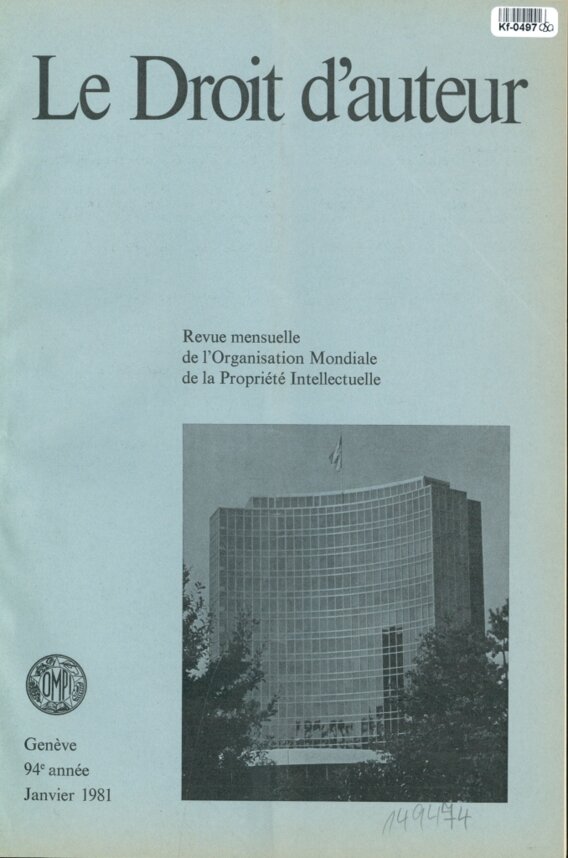 Kf-0497
Le Droit d'auteur
Revue mensuelle
de l'Organisation Mondiale
de la Propriété Intellectuelle
OMPI
Genève
94e année
Janvier 1981
149474